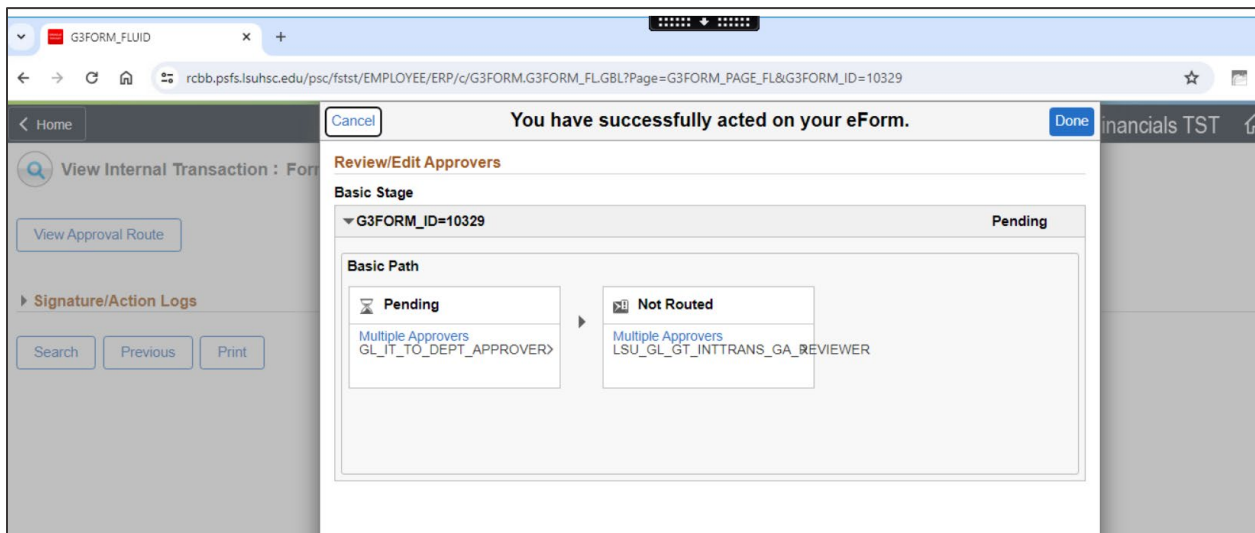 G3FORM_FLUID
rcbb.psfs.lsuhsc.edu/psc/fstst/EMPLOYEE/ERP/c/G3FORM.G3FORM_FL.GBL?Page=G3FORM_PAGE_FL&G3FORM_ID=10329
Home
Cancel
You have successfully acted on your eForm.
Done
inancials TST
View Internal Transaction : Form
Review/Edit Approvers
Basic Stage
G3FORM_ID=10329
Pending
View Approval Route
Basic Path
Pending
Not Routed
Signature/Action Logs
Multiple Approvers
GL_IT_TO_DEPT_APPROVER
Multiple Approvers
LSU_GL_GT_INTTRANS_GA_REVIEWER
Search
Previous
Print